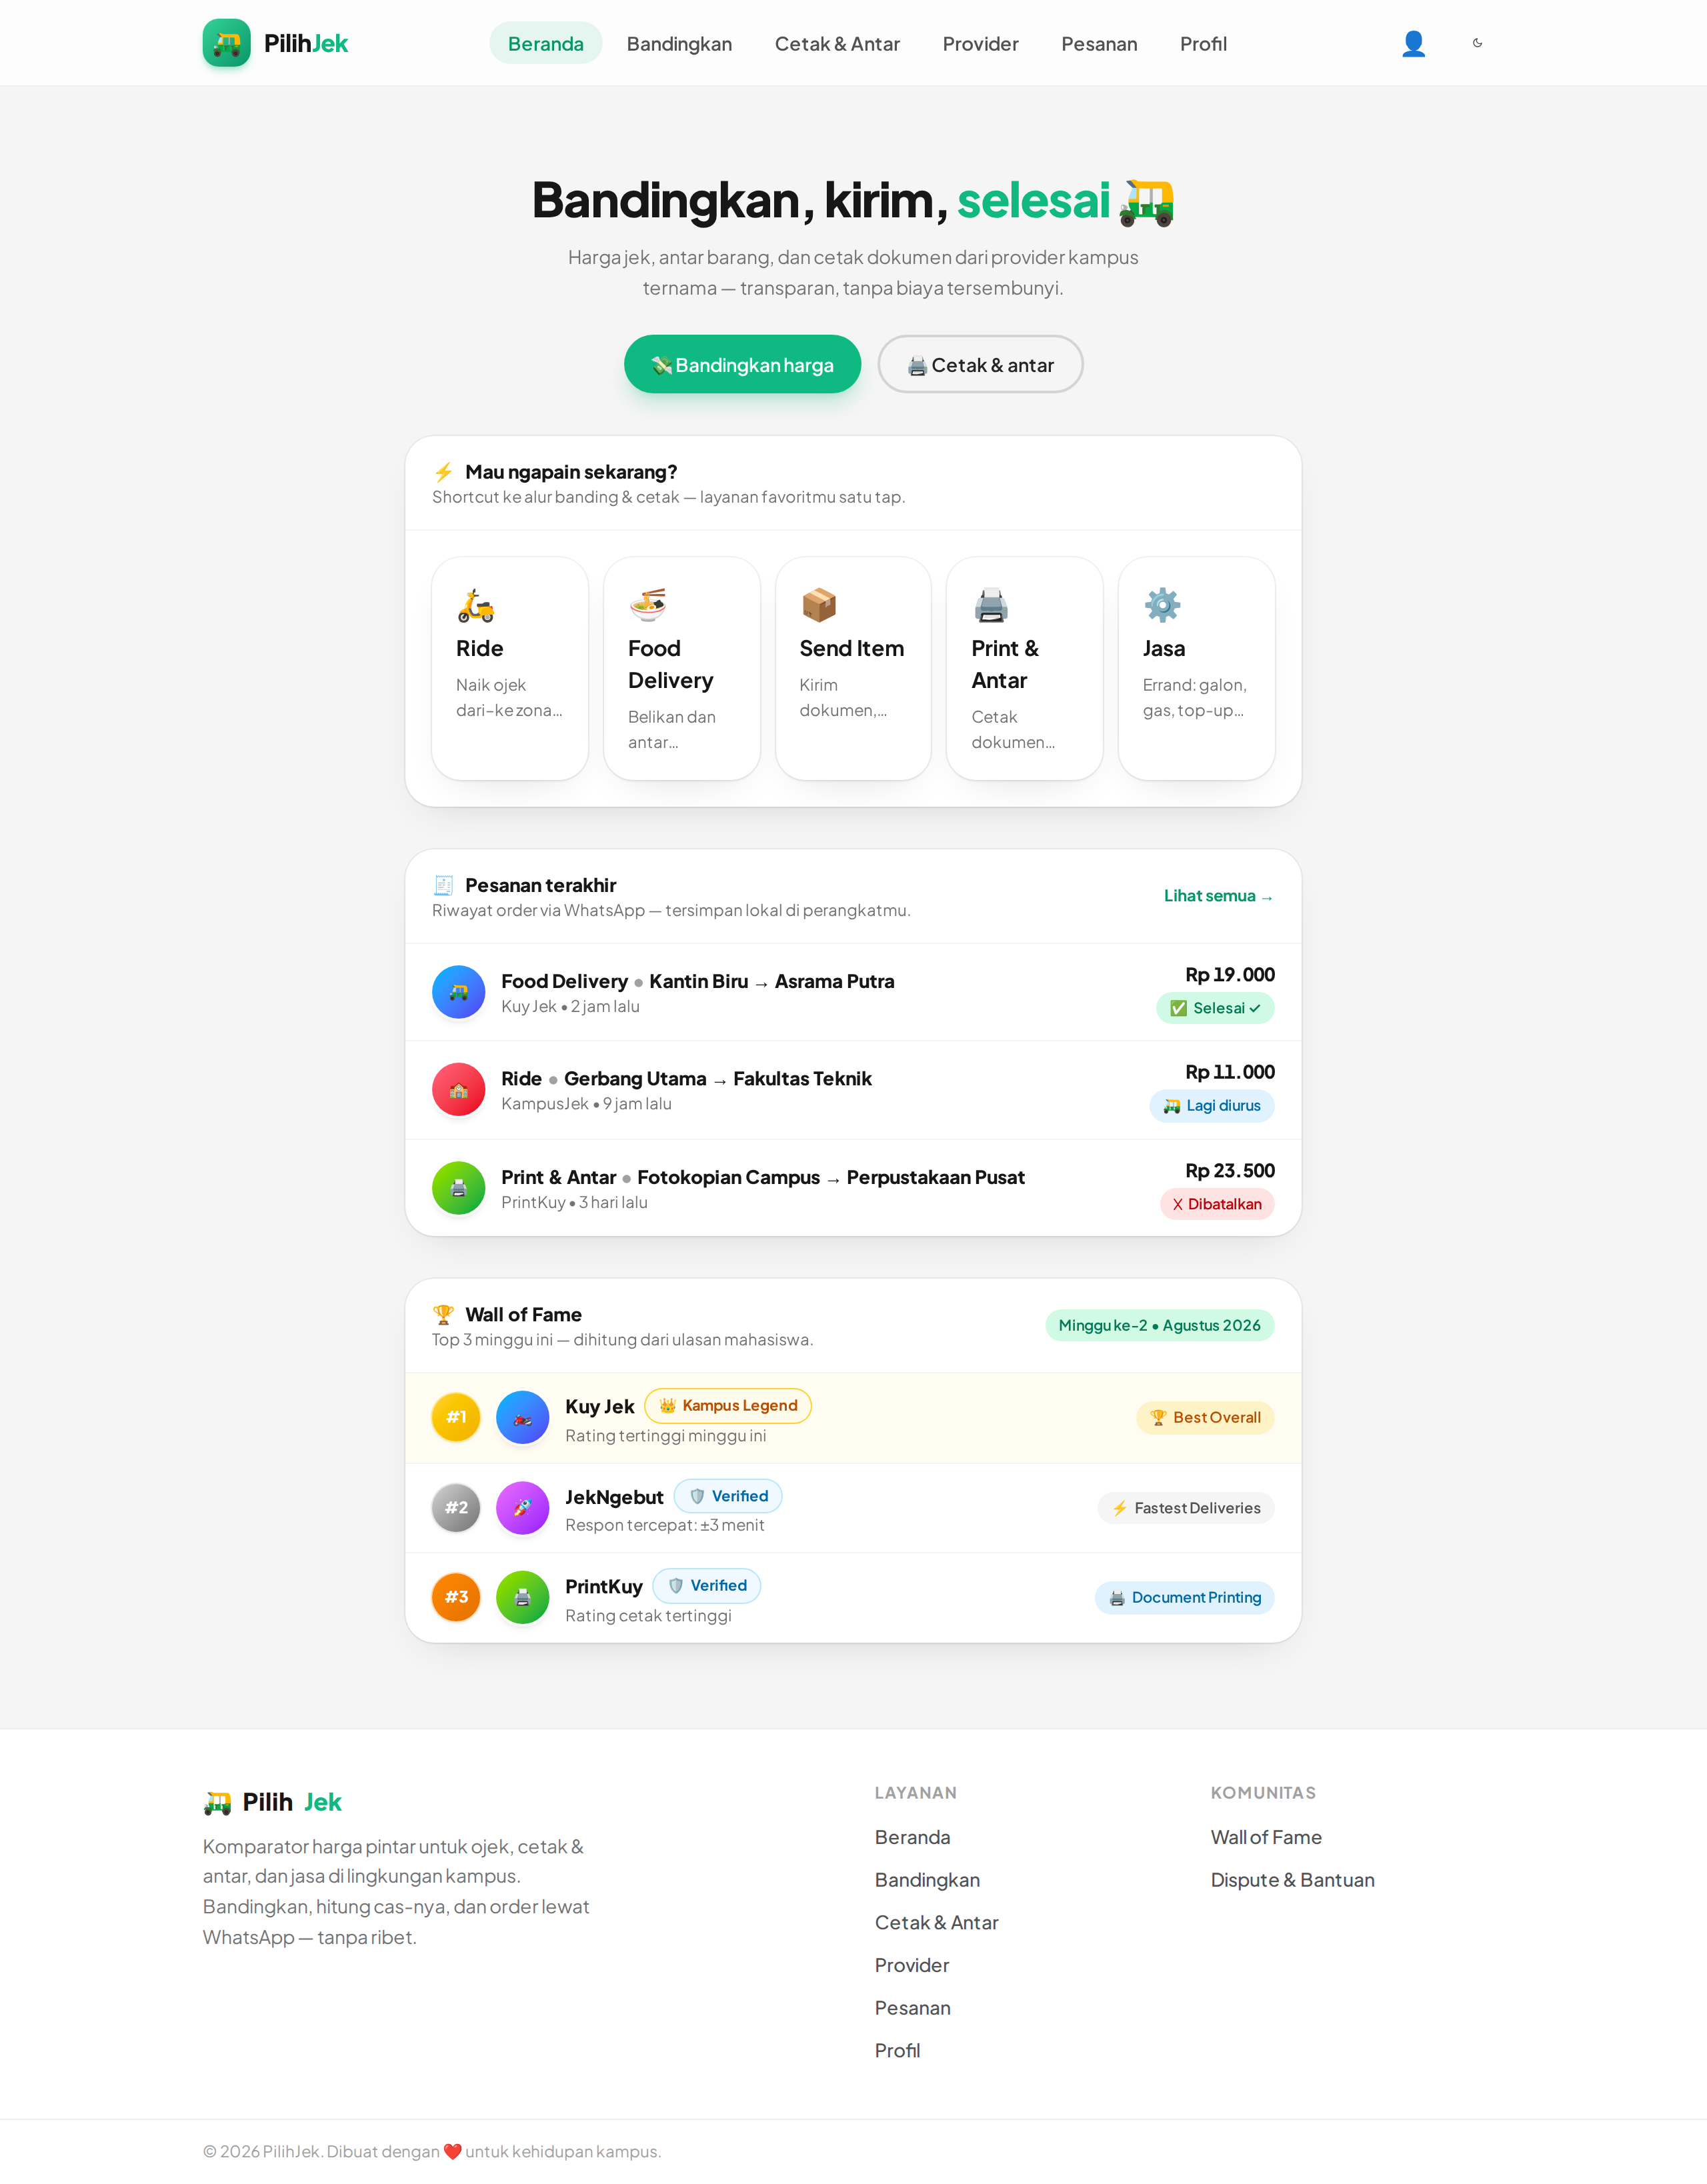 PilihJek
Beranda
Bandingkan
Cetak & Antar
Provider
Pesanan
Profil
Bandingkan, kirim, selesai
Harga jek, antar barang, dan cetak dokumen dari provider kampus
ternama — transparan, tanpa biaya tersembunyi.
Bandingkan harga
Cetak & antar
Mau ngapain sekarang?
Shortcut ke alur banding & cetak — layanan favoritmu satu tap.
Ride
Naik ojek
dari–ke zona...
Food
Delivery
Belikan dan
antar...
Send Item
Kirim
dokumen,...
Print &
Antar
Cetak
dokumen...
Jasa
Errand: galon,
gas, top-up...
Pesanan terakhir
Riwayat order via WhatsApp — tersimpan lokal di perangkatmu.
Lihat semua →
Food Delivery • Kantin Biru → Asrama Putra
Kuy Jek • 2 jam lalu
Rp 19.000
✅ Selesai ✓
Ride • Gerbang Utama → Fakultas Teknik
KampusJek • 9 jam lalu
Rp 11.000
Lagi diurus
Print & Antar • Fotokopian Campus → Perpustakaan Pusat
PrintKuy • 3 hari lalu
Rp 23.500
X Dibatalkan
Wall of Fame
Top 3 minggu ini — dihitung dari ulasan mahasiswa.
Minggu ke-2 • Agustus 2026
#1
Kuy Jek
Kampus Legend
Rating tertinggi minggu ini
Best Overall
#2
JekNgebut
Verified
Respon tercepat: ±3 menit
Fastest Deliveries
#3
PrintKuy
Verified
Rating cetak tertinggi
Document Printing
Pilih Jek
Komparator harga pintar untuk ojek, cetak &
antar, dan jasa di lingkungan kampus.
Bandingkan, hitung cas-nya, dan order lewat
WhatsApp — tanpa ribet.
LAYANAN
Beranda
Bandingkan
Cetak & Antar
Provider
Pesanan
Profil
KOMUNITAS
Wall of Fame
Dispute & Bantuan
© 2026 PilihJek. Dibuat dengan ❤️ untuk kehidupan kampus.